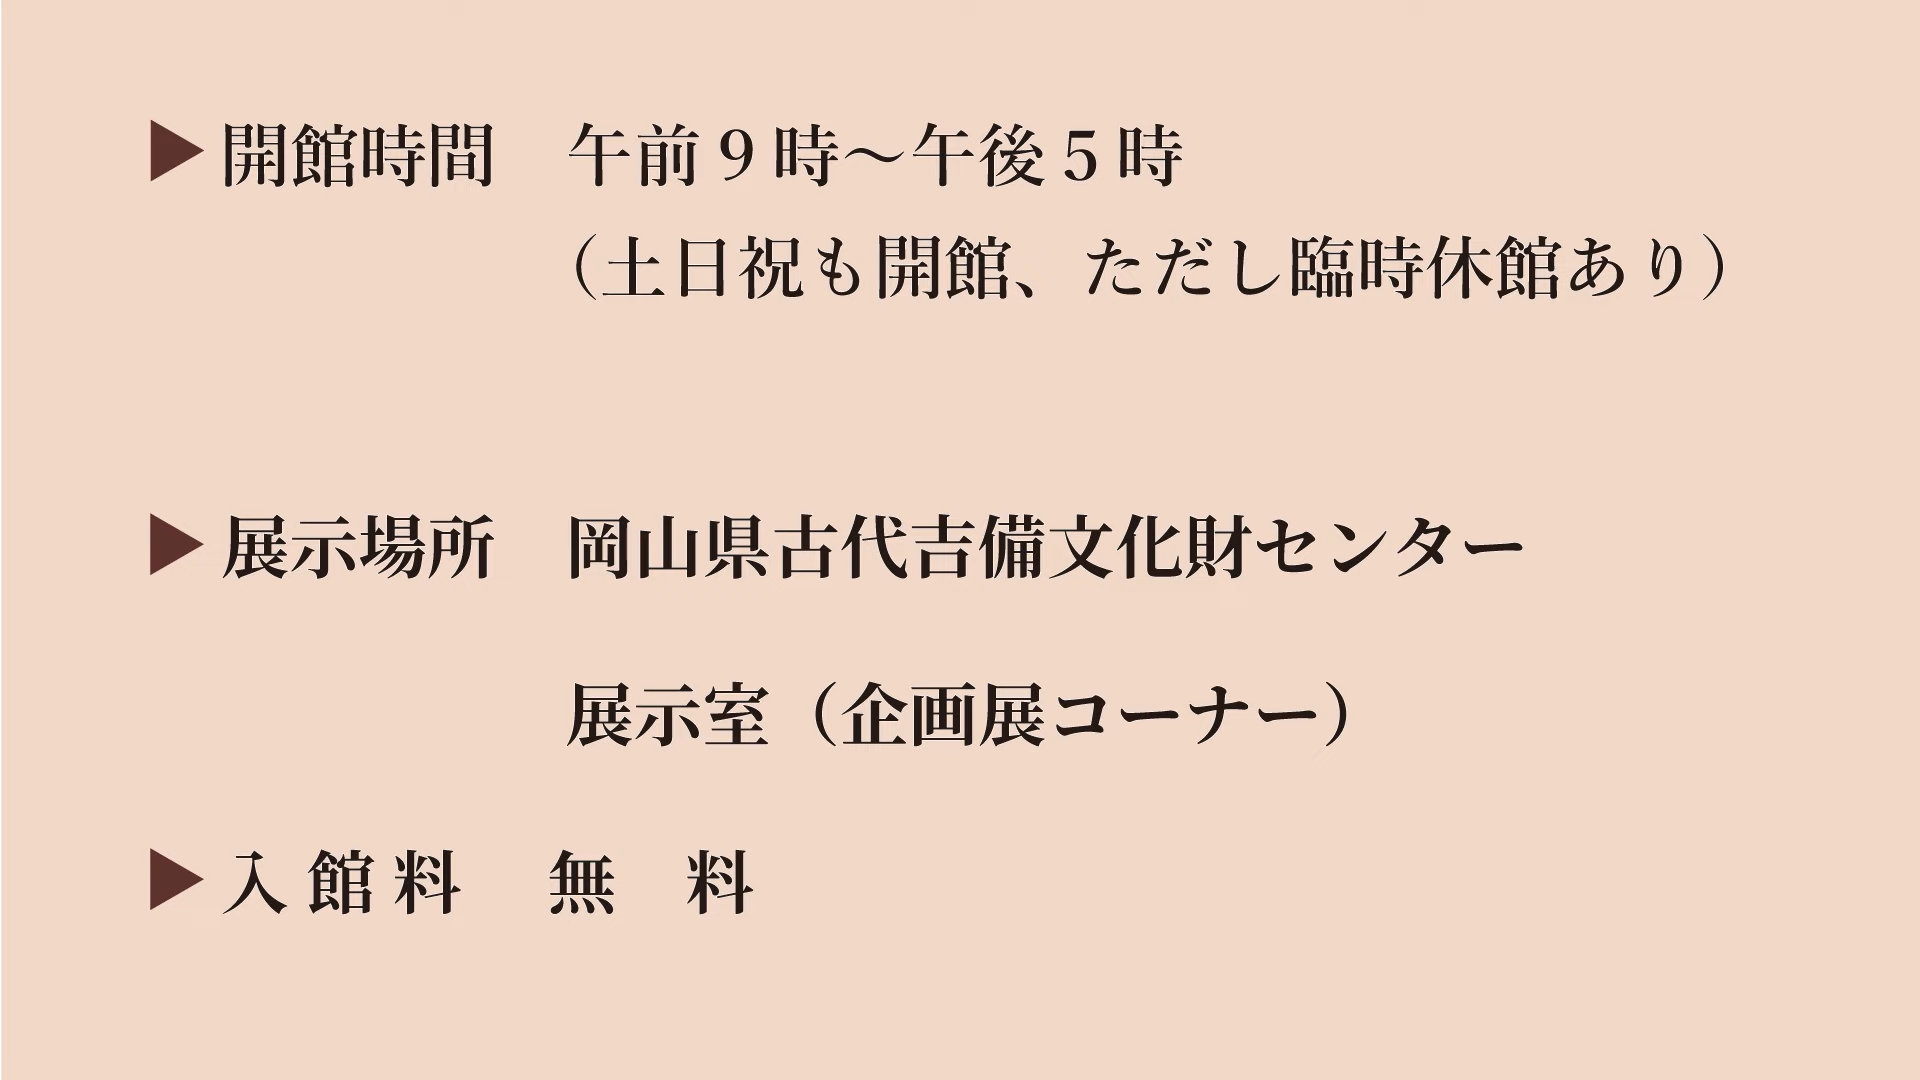 ▶開館時間　午前９時〜午後５時
（土日祝も開館、ただし臨時休館あり）
▶展示場所　岡山県古代吉備文化財センター
展示室（企画展コーナー）
▶入 館 料　無　料